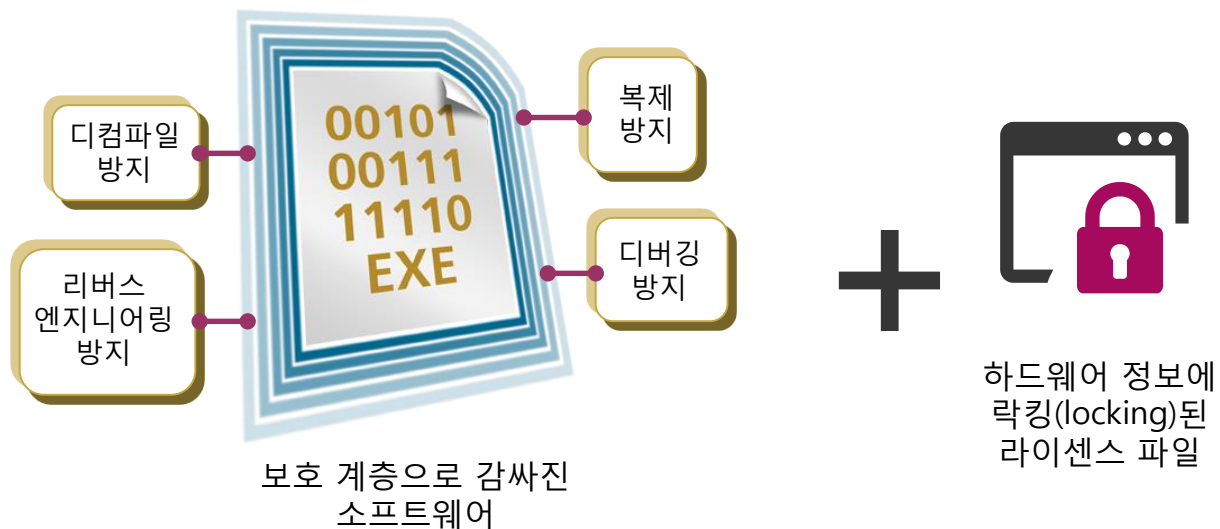 디컴파일
방지
리버스
엔지니어링
방지
00101
00111
11110
EXE
복제
방지
디버깅
방지
보호 계층으로 감싸진
소프트웨어
하드웨어 정보에
락킹(locking)된
라이센스 파일